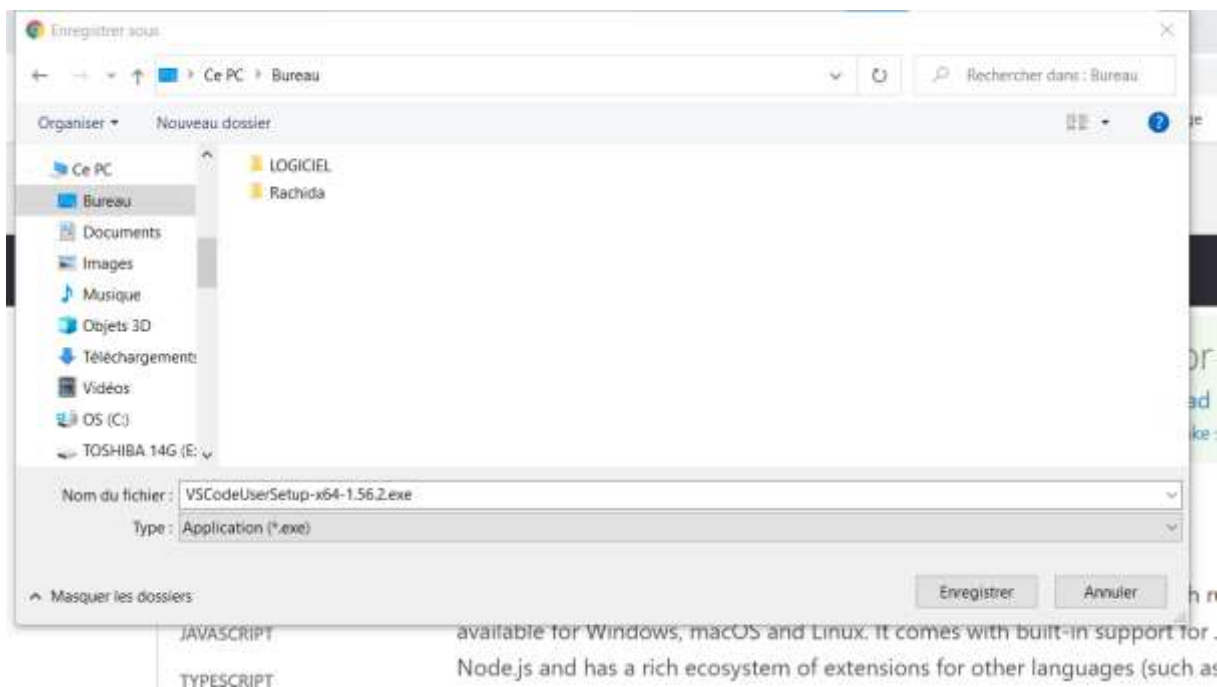 Enregistrer sous
Ce PC > Bureau
Rechercher dans : Bureau
Organiser
Nouveau dossier
Ce PC
Bureau
Documents
Images
Musique
Objets 3D
Téléchargements
Vidéos
OS (C:)
TOSHIBA 14G (E:
LOGICIEL
Rachida
Nom du fichier : VSCodeUserSetup-x64-1.56.2.exe
Type : Application (*.exe)
Masquer les dossiers
Enregistrer
Annuler
JAVASCRIPT
TYPESCRIPT
available for Windows, macOS and Linux. It comes with built-in support for
Node.js and has a rich ecosystem of extensions for other languages (such as